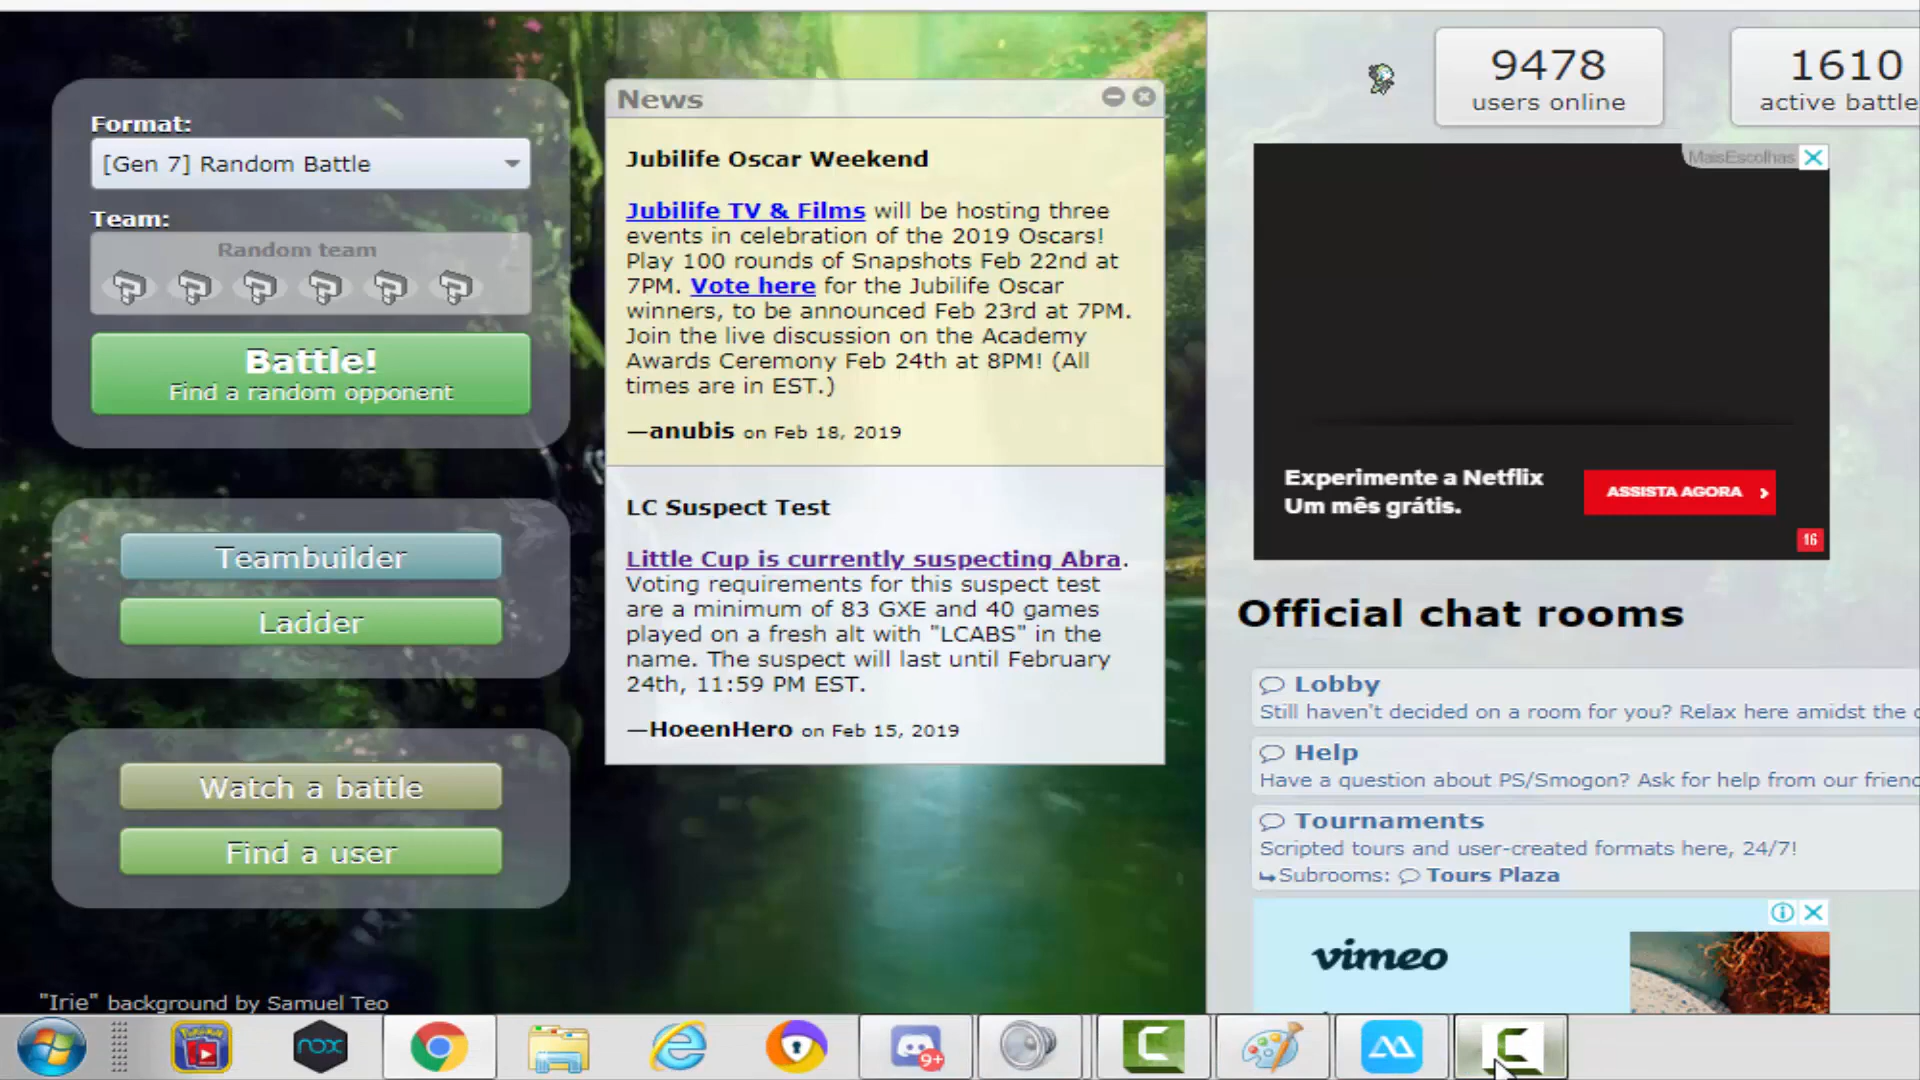 Format:
[Gen 7] Random Battle
Team:
Random team
Battle!
Find a random opponent
Teambuilder
Ladder
Watch a battle
Find a user
"Irie" background by Samuel Teo
News
Jubilife Oscar Weekend
Jubilife TV & Films will be hosting three
events in celebration of the 2019 Oscars!
Play 100 rounds of Snapshots Feb 22nd at
7PM. Vote here for the Jubilife Oscar
winners, to be announced Feb 23rd at 7PM.
Join the live discussion on the Academy
Awards Ceremony Feb 24th at 8PM! (All
times are in EST.)
—anubis on Feb 18, 2019
LC Suspect Test
Little Cup is currently suspecting Abra.
Voting requirements for this suspect test
are a minimum of 83 GXE and 40 games
played on a fresh alt with "LCABS" in the
name. The suspect will last until February
24th, 11:59 PM EST.
—HoeenHero on Feb 15, 2019
9478
users online
1610
active battle
MaisEscolhas
Experimente a Netflix
Um mês grátis.
ASSISTA AGORA
16
Official chat rooms
Lobby
Still haven't decided on a room for you? Relax here amidst the
Help
Have a question about PS/Smogon? Ask for help from our frien
Tournaments
Scripted tours and user-created formats here, 24/7!
Subrooms: Tours Plaza
vimeo
nox
9+